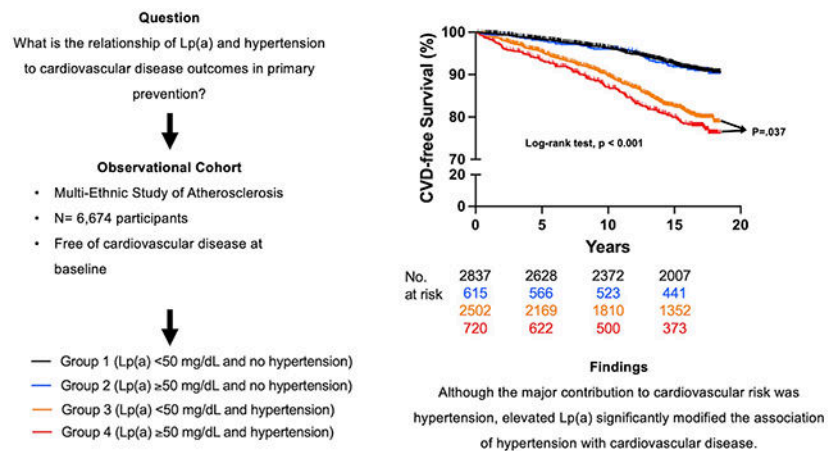 Question
What is the relationship of Lp(a) and hypertension
to cardiovascular disease outcomes in primary
prevention?
Observational Cohort
• Multi-Ethnic Study of Atherosclerosis
• N= 6,674 participants
• Free of cardiovascular disease at
baseline
Group 1 (Lp(a) <50 mg/dL and no hypertension)
Group 2 (Lp(a) ≥50 mg/dL and no hypertension)
Group 3 (Lp(a) <50 mg/dL and hypertension)
Group 4 (Lp(a) ≥50 mg/dL and hypertension)
CVD-free Survival (%)
100
90
80
70
20
0
P=.037
Log-rank test, p < 0.001
0 5 10 15 20
Years
No. 2837 2628 2372 2007
at risk 615 566 523 441
2502 2169 1810 1352
720 622 500 373
Findings
Although the major contribution to cardiovascular risk was
hypertension, elevated Lp(a) significantly modified the association
of hypertension with cardiovascular disease.